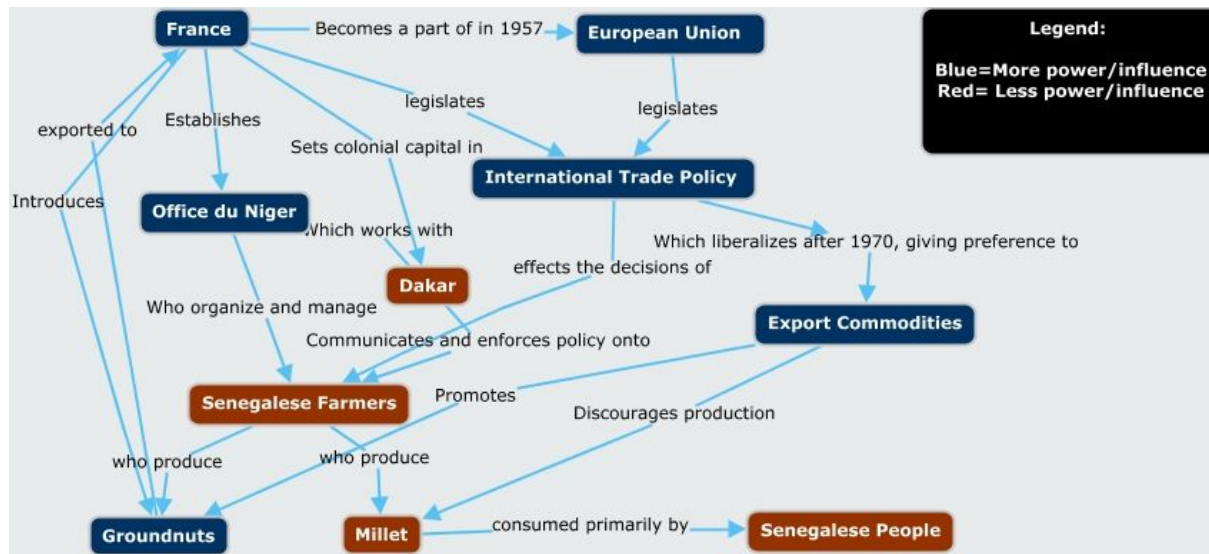 France
Becomes a part of in 1957
European Union
Legend:
Blue=More power/influence
Red= Less power/influence
exported to
Establishes
legislates
legislates
Sets colonial capital in
International Trade Policy
Introduces
Office du Niger
Which works with
Which liberalizes after 1970, giving preference to
effects the decisions of
Dakar
Who organize and manage
Export Commodities
Communicates and enforces policy onto
Senegalese Farmers
Promotes
Discourages production
who produce
who produce
Groundnuts
Millet
consumed primarily by
Senegalese People